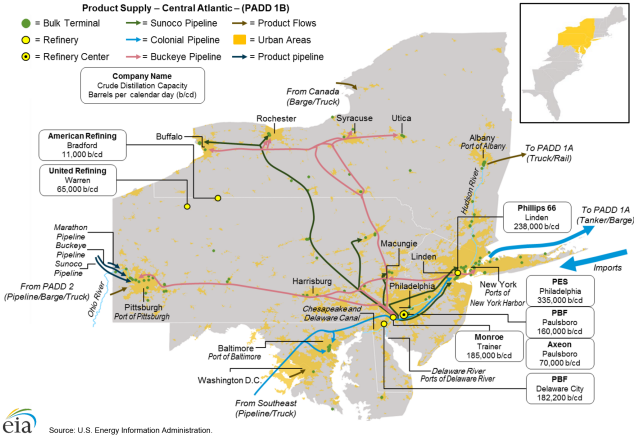 Product Supply – Central Atlantic – (PADD 1B)
= Bulk Terminal
= Sunoco Pipeline
= Product Flows
= Refinery
= Colonial Pipeline
= Urban Areas
= Refinery Center
= Buckeye Pipeline
= Product pipeline
Company Name
Crude Distillation Capacity
Barrels per calendar day (b/cd)
From Canada
(Barge/Truck)
Rochester
Syracuse
Utica
Buffalo
Albany
Port of Albany
To PADD 1A
(Truck/Rail)
American Refining
Bradford
11,000 b/cd
United Refining
Warren
65,000 b/cd
Hudson River
Phillips 66
Linden
238,000 b/cd
To PADD 1A
(Tanker/Barge)
Marathon
Pipeline
Buckeye
Pipeline
Sunoco
Pipeline
Macungie
Linden
Imports
From PADD 2
(Pipeline/Barge/Truck)
Ohio River
Pittsburgh
Port of Pittsburgh
Harrisburg
Philadelphia
New York
Ports of
New York Harbor
PES
Philadelphia
335,000 b/cd
Chesapeake and
Delaware Canal
PBF
Paulsboro
160,000 b/cd
Baltimore
Port of Baltimore
Monroe
Trainer
185,000 b/cd
Axeon
Paulsboro
70,000 b/cd
Washington D.C.
Delaware River
Ports of Delaware River
PBF
Delaware City
182,200 b/cd
From Southeast
(Pipeline/Truck)
eia
Source: U.S. Energy Information Administration.